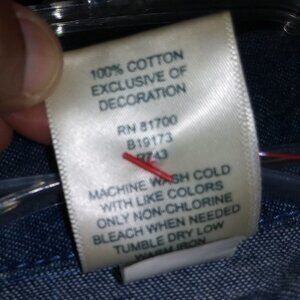 100% COTTON
EXCLUSIVE OF
DECORATION
RN 81700
B19173
9743
MACHINE WASH COLD
WITH LIKE COLORS
ONLY NON-CHLORINE
BLEACH WHEN NEEDED
TUMBLE DRY LOW
WARM IRON